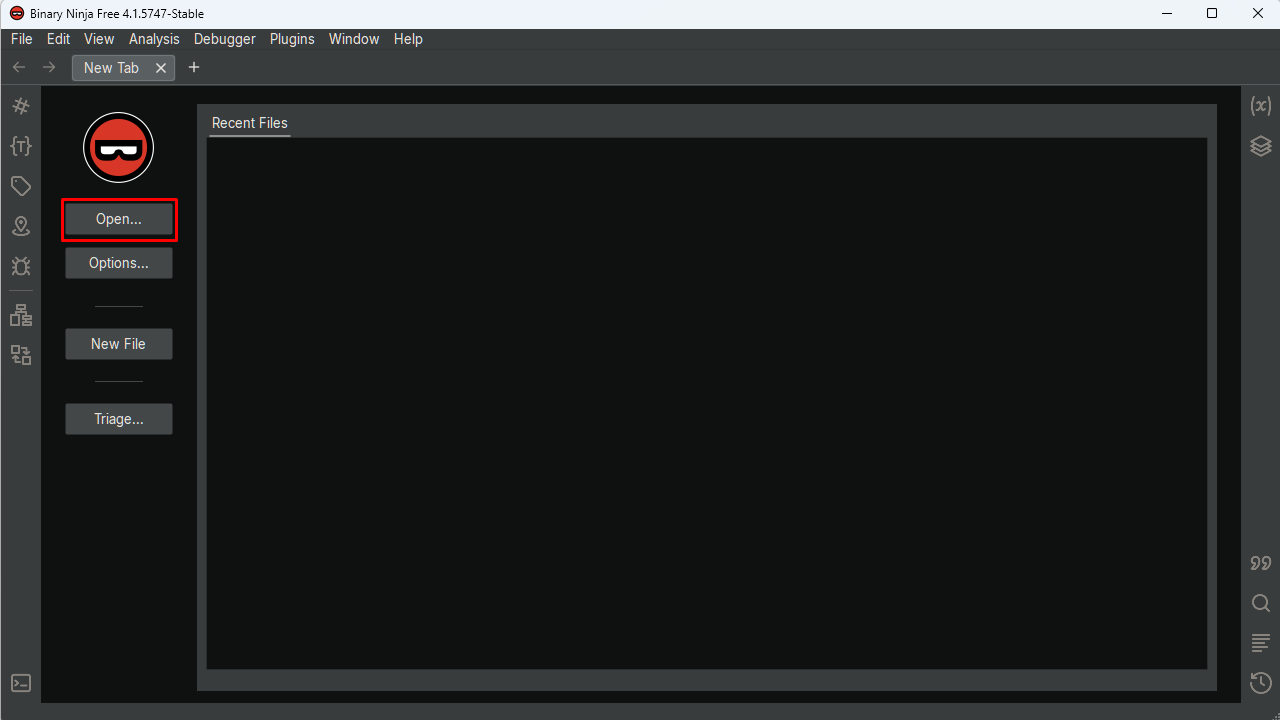 Binary Ninja Free 4.1.5747-Stable
File Edit View Analysis Debugger Plugins Window Help
New Tab
Recent Files
Open...
Options...
New File
Triage...